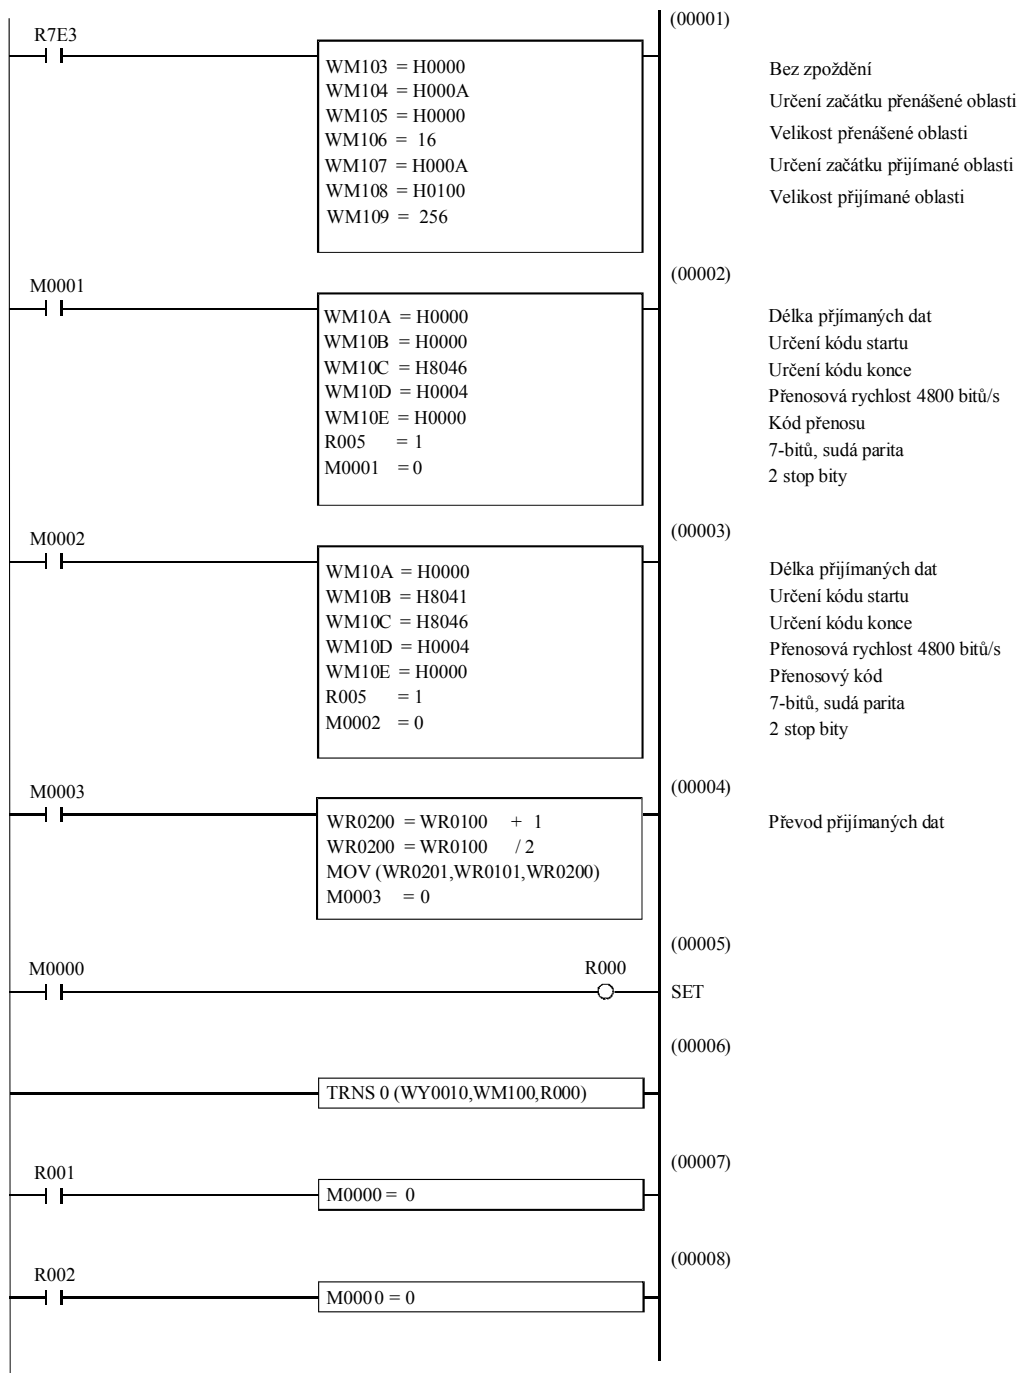 (00001)
R7E3
WM103 = H0000
WM104 = H000A
WM105 = H0000
WM106 = 16
WM107 = H000A
WM108 = H0100
WM109 = 256
Bez zpoždění
Určení začátku přenášené oblasti
Velikost přenášené oblasti
Určení začátku přijímané oblasti
Velikost přijímané oblasti
(00002)
M0001
WM10A = H0000
WM10B = H0000
WM10C = H8046
WM10D = H0004
WM10E = H0000
R005 = 1
M0001 = 0
Délka přjímaných dat
Určení kódu startu
Určení kódu konce
Přenosová rychlost 4800 bitů/s
Kód přenosu
7-bitů, sudá parita
2 stop bity
(00003)
M0002
WM10A = H0000
WM10B = H8041
WM10C = H8046
WM10D = H0004
WM10E = H0000
R005 = 1
M0002 = 0
Délka přijímaných dat
Určení kódu startu
Určení kódu konce
Přenosová rychlost 4800 bitů/s
Přenosový kód
7-bitů, sudá parita
2 stop bity
(00004)
M0003
WR0200 = WR0100 + 1
WR0200 = WR0100 / 2
MOV (WR0201,WR0101,WR0200)
M0003 = 0
Převod přijímaných dat
(00005)
M0000
R000
SET
(00006)
TRNS 0 (WY0010,WM100,R000)
(00007)
R001
M0000 = 0
(00008)
R002
M0000 = 0